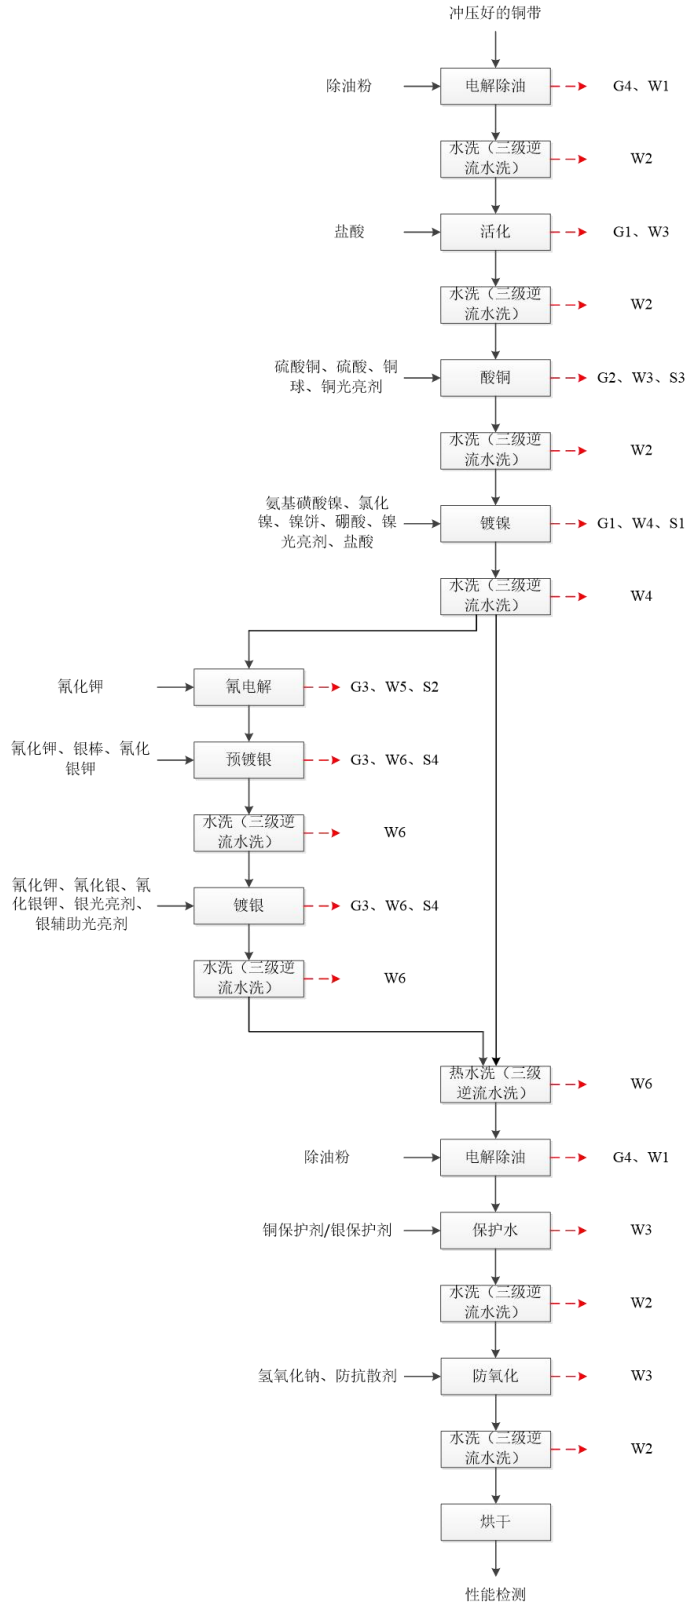 冲压好的铜带
除油粉
电解除油
G4、W1
水洗（三级逆
流水洗）
W2
盐酸
活化
G1、W3
水洗（三级逆
流水洗）
W2
硫酸铜、硫酸、铜
球、铜光亮剂
酸铜
G2、W3、S3
水洗（三级逆
流水洗）
W2
氨基磺酸镍、氯化
镍、镍饼、硼酸、镍
光亮剂、盐酸
镀镍
G1、W4、S1
水洗（三级逆
流水洗）
W4
氰化钾
氰电解
G3、W5、S2
氰化钾、银棒、氰化
银钾
预镀银
G3、W6、S4
水洗（三级逆
流水洗）
W6
氰化钾、氰化银、氰
化银钾、银光亮剂、
银辅助光亮剂
镀银
G3、W6、S4
水洗（三级逆
流水洗）
W6
热水洗（三级
逆流水洗）
W6
除油粉
电解除油
G4、W1
铜保护剂/银保护剂
保护水
W3
水洗（三级逆
流水洗）
W2
氢氧化钠、防抗散剂
防氧化
W3
水洗（三级逆
流水洗）
W2
烘干
性能检测